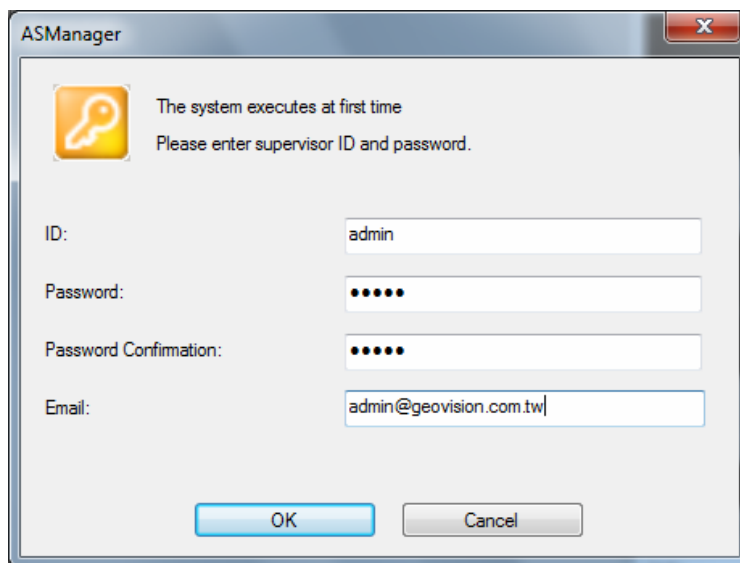 ASManager
The system executes at first time
Please enter supervisor ID and password.
ID:
admin
Password:
•••••
Password Confirmation:
•••••
Email:
admin@geovision.com.tw
OK
Cancel